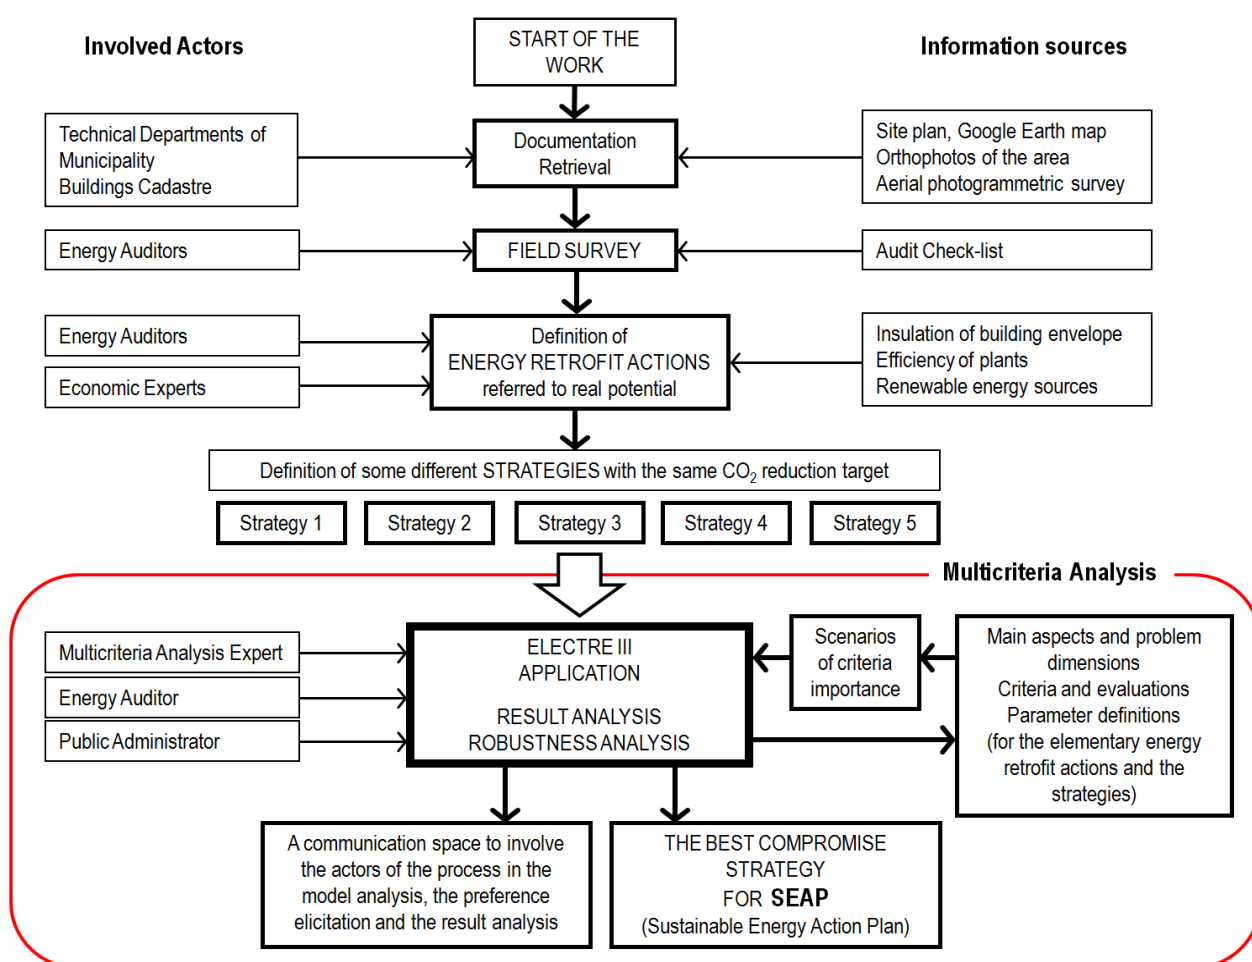 Involved Actors
START OF THE
WORK
Information sources
Technical Departments of
Municipality
Buildings Cadastre
Documentation
Retrieval
Site plan, Google Earth map
Orthophotos of the area
Aerial photogrammetric survey
Energy Auditors
FIELD SURVEY
Audit Check-list
Energy Auditors
Economic Experts
Definition of
ENERGY RETROFIT ACTIONS
referred to real potential
Insulation of building envelope
Efficiency of plants
Renewable energy sources
Definition of some different STRATEGIES with the same CO₂ reduction target
Strategy 1
Strategy 2
Strategy 3
Strategy 4
Strategy 5
Multicriteria Analysis
Multicriteria Analysis Expert
Energy Auditor
Public Administrator
ELECTRE III
APPLICATION
RESULT ANALYSIS
ROBUSTNESS ANALYSIS
Scenarios
of criteria
importance
Main aspects and problem
dimensions
Criteria and evaluations
Parameter definitions
(for the elementary energy
retrofit actions and the
strategies)
A communication space to involve
the actors of the process in the
model analysis, the preference
elicitation and the result analysis
THE BEST COMPROMISE
STRATEGY
FOR SEAP
(Sustainable Energy Action Plan)